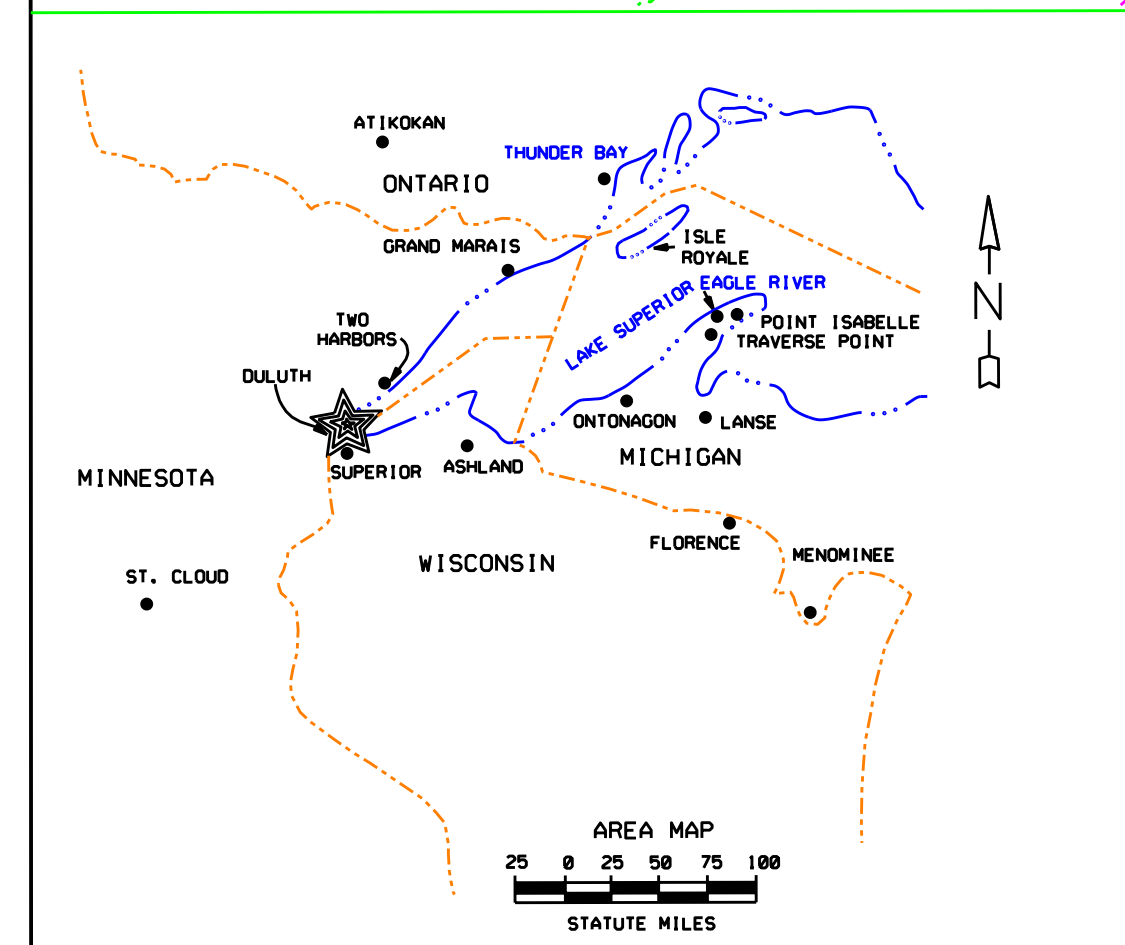 ATIKOKAN
THUNDER BAY
ONTARIO
GRAND MARAIS
ISLE
ROYALE
LAKE SUPERIOR
EAGLE RIVER
TWO
HARBORS
POINT ISABELLE
TRAVERSE POINT
DULUTH
ONTONAGON
LANSE
MICHIGAN
SUPERIOR
ASHLAND
MINNESOTA
FLORENCE
MENOMINEE
WISCONSIN
ST. CLOUD
N
AREA MAP
25 0 25 50 75 100
STATUTE MILES